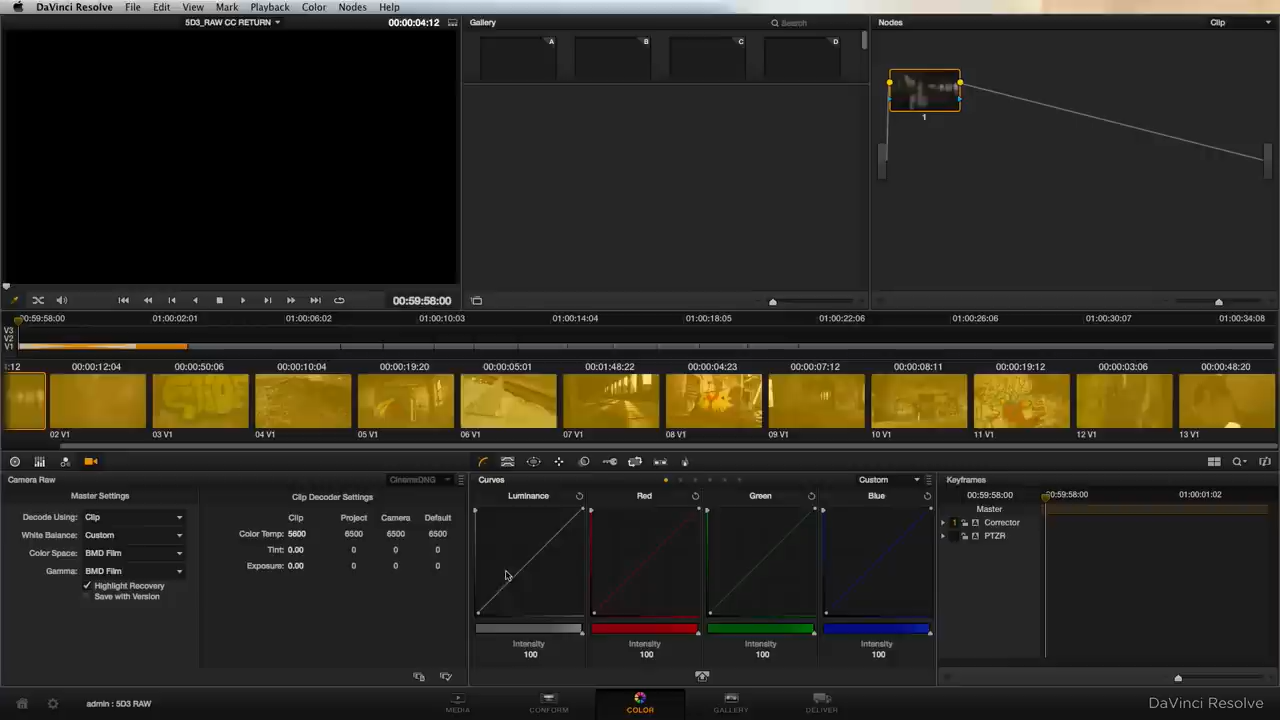 DaVinci Resolve File Edit View Mark Playback Color Nodes Help
5D3_RAW CC RETURN 00:00:04:12 Gallery Search Nodes Clip
A B C D
1
00:59:58:00
00:59:58:00 01:00:02:01 01:00:06:02 01:00:10:03 01:00:14:04 01:00:18:05 01:00:22:06 01:00:26:06 01:00:30:07 01:00:34:08
V3
V2
V1
4:12 00:00:12:04 00:00:50:06 00:00:10:04 00:00:19:20 00:00:05:01 00:01:48:22 00:00:04:23 00:00:07:12 00:00:08:11 00:00:19:12 00:00:03:06 00:00:48:20
02 V1 03 V1 04 V1 05 V1 06 V1 07 V1 08 V1 09 V1 10 V1 11 V1 12 V1 13 V1
Camera Raw CinemaDNG Curves Custom Keyframes
Master Settings Clip Decoder Settings Luminance Red Green Blue 00:59:58:00 00:59:58:00 01:00:01:02
Master
Decode Using: Clip Clip Project Camera Default 1 Corrector
White Balance: Custom Color Temp: 5600 6500 6500 6500 PTZR
Color Space: BMD Film Tint: 0.00 0 0 0
Gamma: BMD Film Exposure: 0.00 0 0 0
Highlight Recovery
Save with Version
Intensity Intensity Intensity Intensity
100 100 100 100
admin : 5D3 RAW MEDIA CONFORM COLOR GALLERY DELIVER DaVinci Resolve